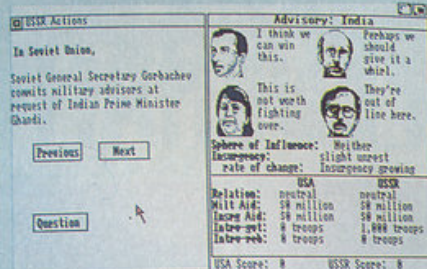 USSR Actions
In Soviet Union,
Soviet General Secretary Gorbachev
commits military advisors at
request of Indian Prime Minister
Ghandi.
Previous
Next
Question
Advisory: India
I think we
can win
this.
Perhaps we
should
give it a
whirl.
This is
not worth
fighting
over.
They're
out of
line here.
Sphere of Influence: Neither
Insurgency: slight unrest
rate of change: Insurgency growing
USA USSR
Relation: neutral neutral
Milt Aid: $0 million $0 million
Insrg Aid: $0 million $0 million
Intrv-gvt: 0 troops 1,000 troops
Intrv-reb: 0 troops 0 troops
USA Score: 0 USSR Score: 0